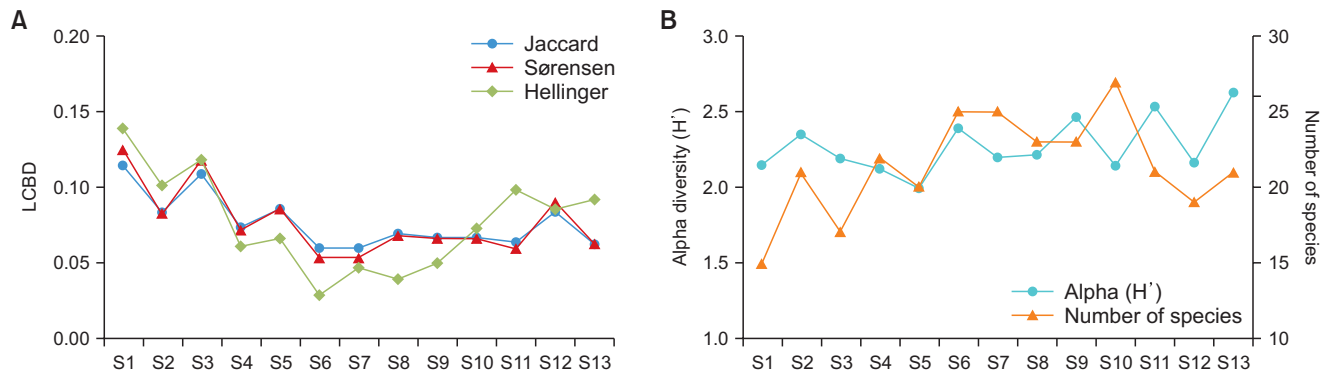 A
0.20
0.15
0.10
0.05
0.00
LCBD
Jaccard
Sørensen
Hellinger
S1 S2 S3 S4 S5 S6 S7 S8 S9 S10 S11 S12 S13
B
3.0
2.5
2.0
1.5
1.0
Alpha diversity (H’)
30
25
20
15
10
Number of
species
Alpha (H’)
Number of species
S1 S2 S3 S4 S5 S6 S7 S8 S9 S10 S11 S12 S13